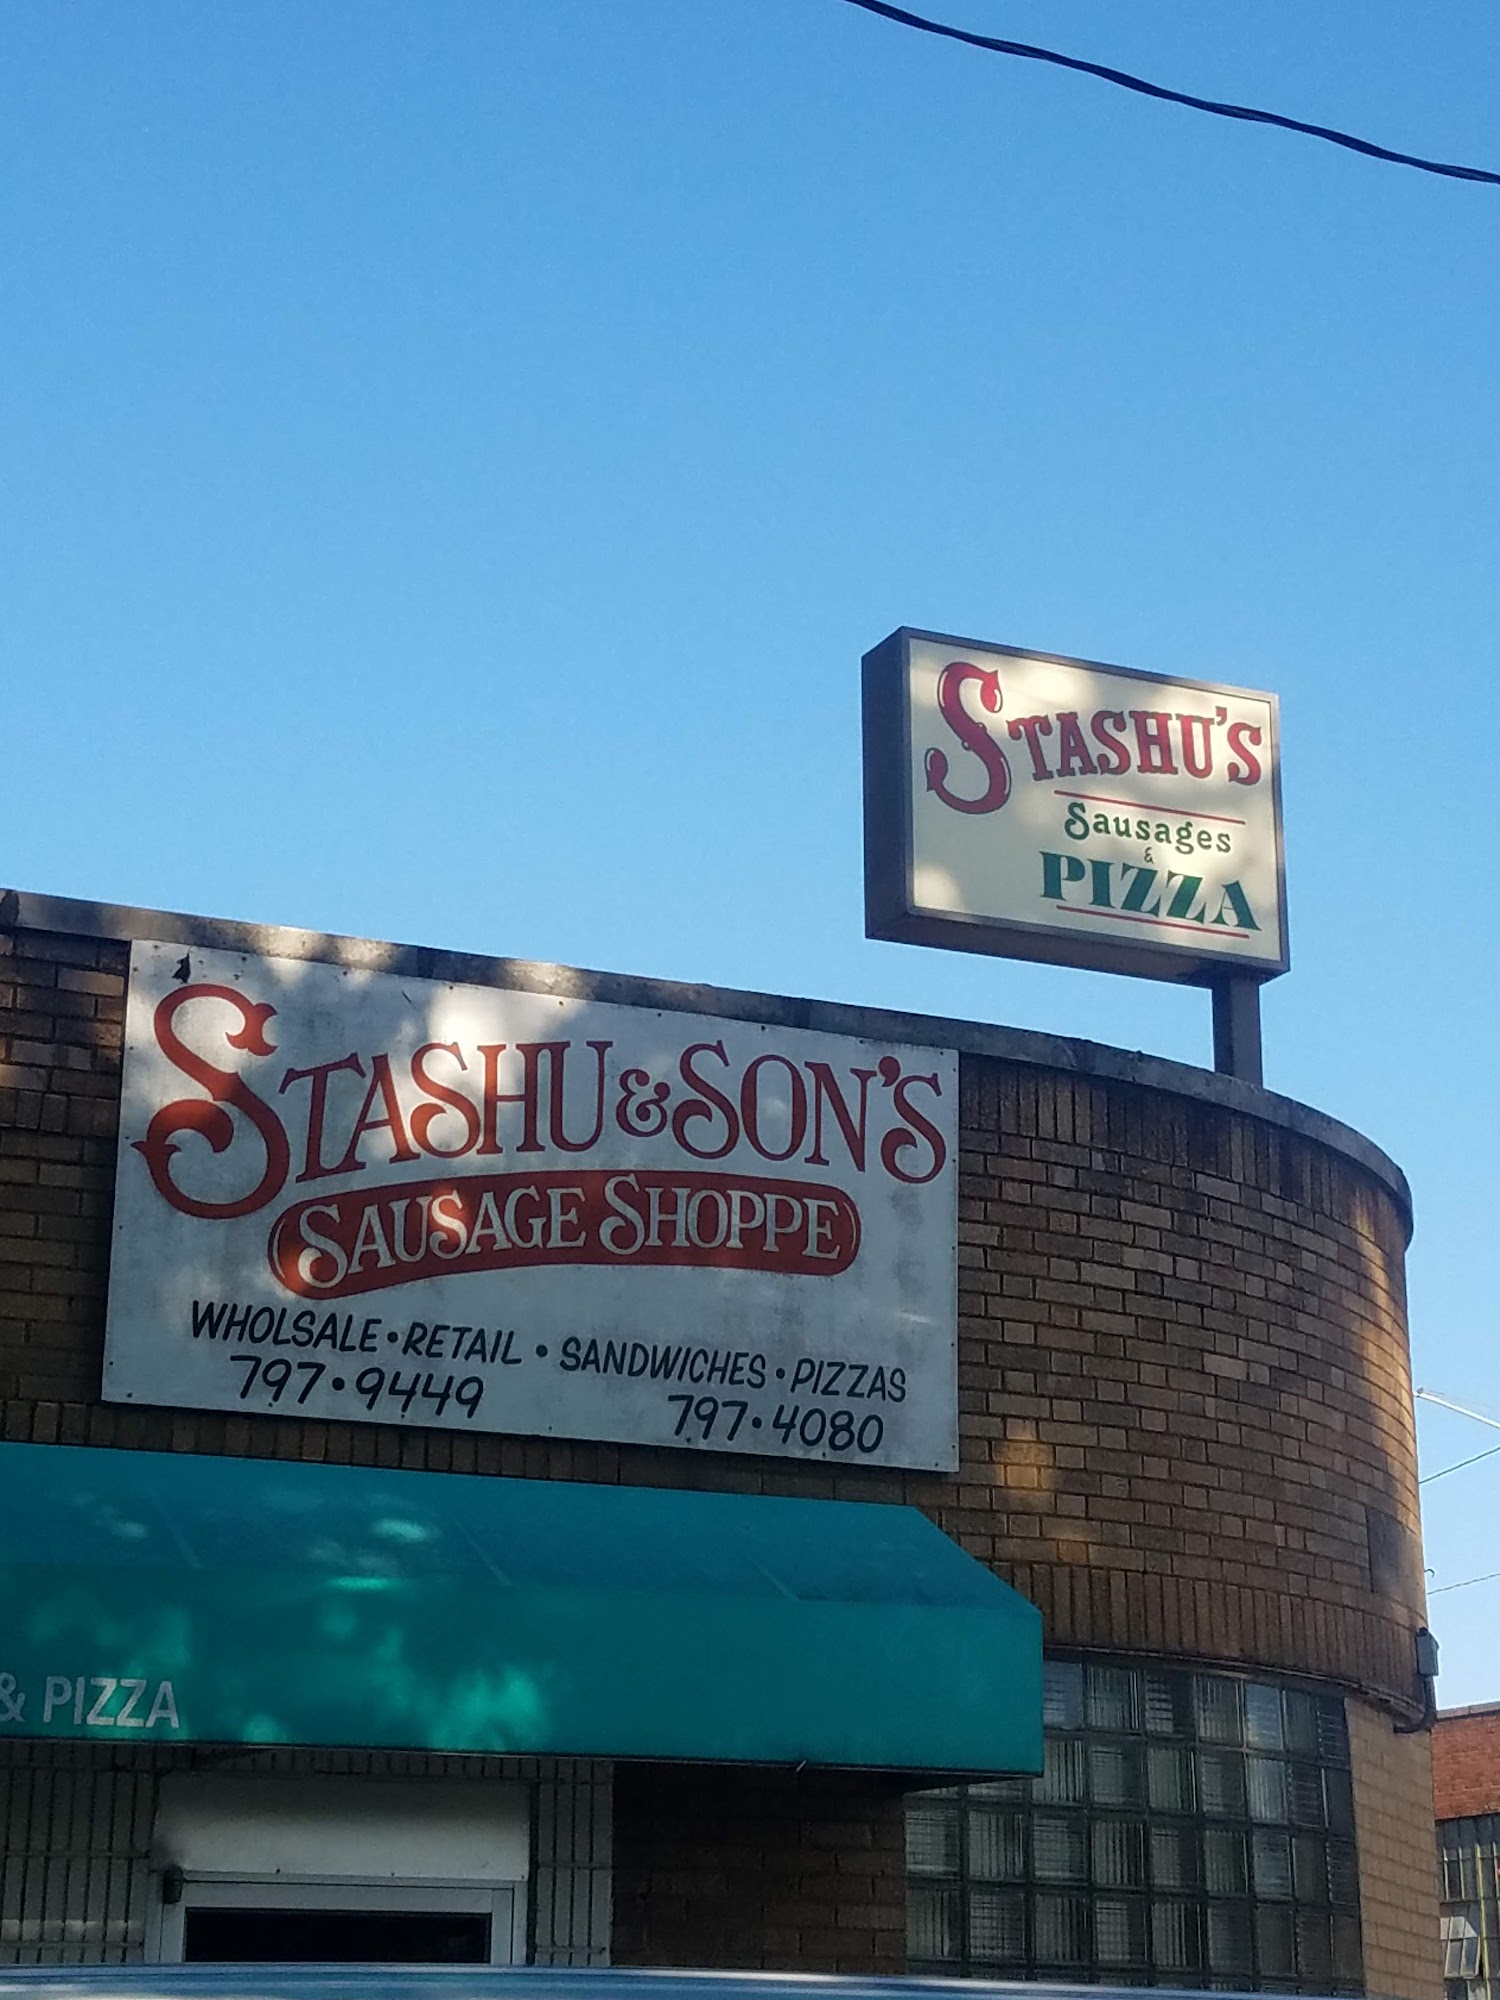 STASHU'S
Sausages
&
PIZZA
STASHU & SON'S
SAUSAGE SHOPPE
WHOLSALE • RETAIL • SANDWICHES • PIZZAS
797•9449 797•4080
& PIZZA